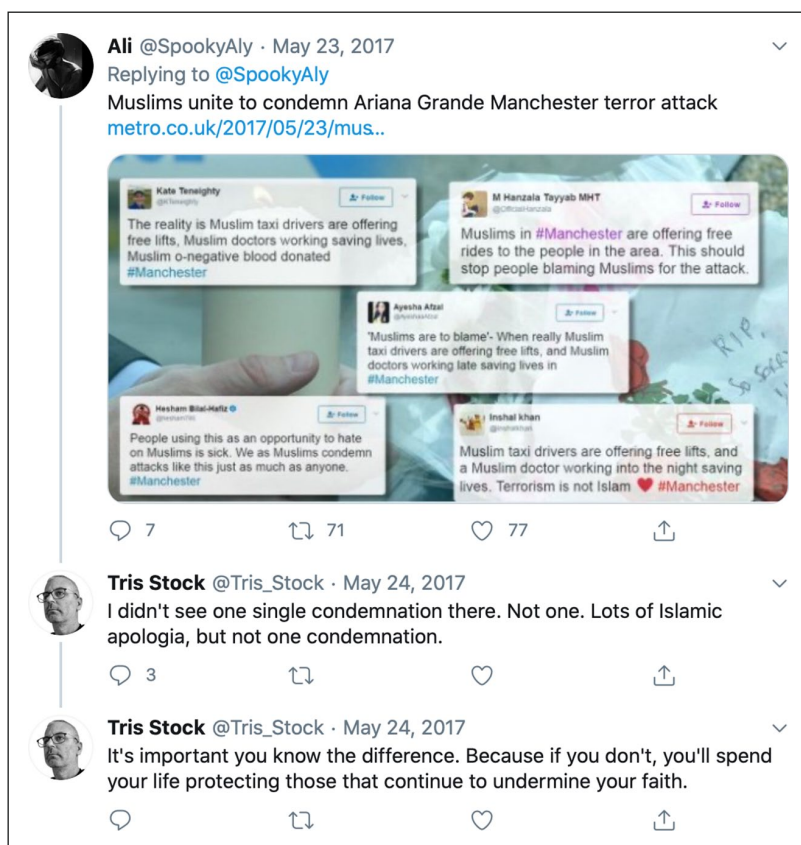 Ali @SpookyAly · May 23, 2017
Replying to @SpookyAly
Muslims unite to condemn Ariana Grande Manchester terror attack
metro.co.uk/2017/05/23/mus...
Kate Teneighty
Follow
The reality is Muslim taxi drivers are offering
free lifts, Muslim doctors working saving lives,
Muslim o-negative blood donated
#Manchester
M Hanzala Tayyab MHT
Follow
Muslims in #Manchester are offering free
rides to the people in the area. This should
stop people blaming Muslims for the attack.
Ayesha Afzal
Follow
'Muslims are to blame'- When really Muslim
taxi drivers are offering free lifts, and Muslim
doctors working late saving lives in
#Manchester
Hesham Bilal-Hafiz
Follow
People using this as an opportunity to hate
on Muslims is sick. We as Muslims condemn
attacks like this just as much as anyone.
#Manchester
Inshal khan
Follow
Muslim taxi drivers are offering free lifts, and
a Muslim doctor working into the night saving
lives. Terrorism is not Islam ♥ #Manchester
R.I.P.
So SORRY
7 71 77
Tris Stock @Tris_Stock · May 24, 2017
I didn't see one single condemnation there. Not one. Lots of Islamic
apologia, but not one condemnation.
3
Tris Stock @Tris_Stock · May 24, 2017
It's important you know the difference. Because if you don't, you'll spend
your life protecting those that continue to undermine your faith.